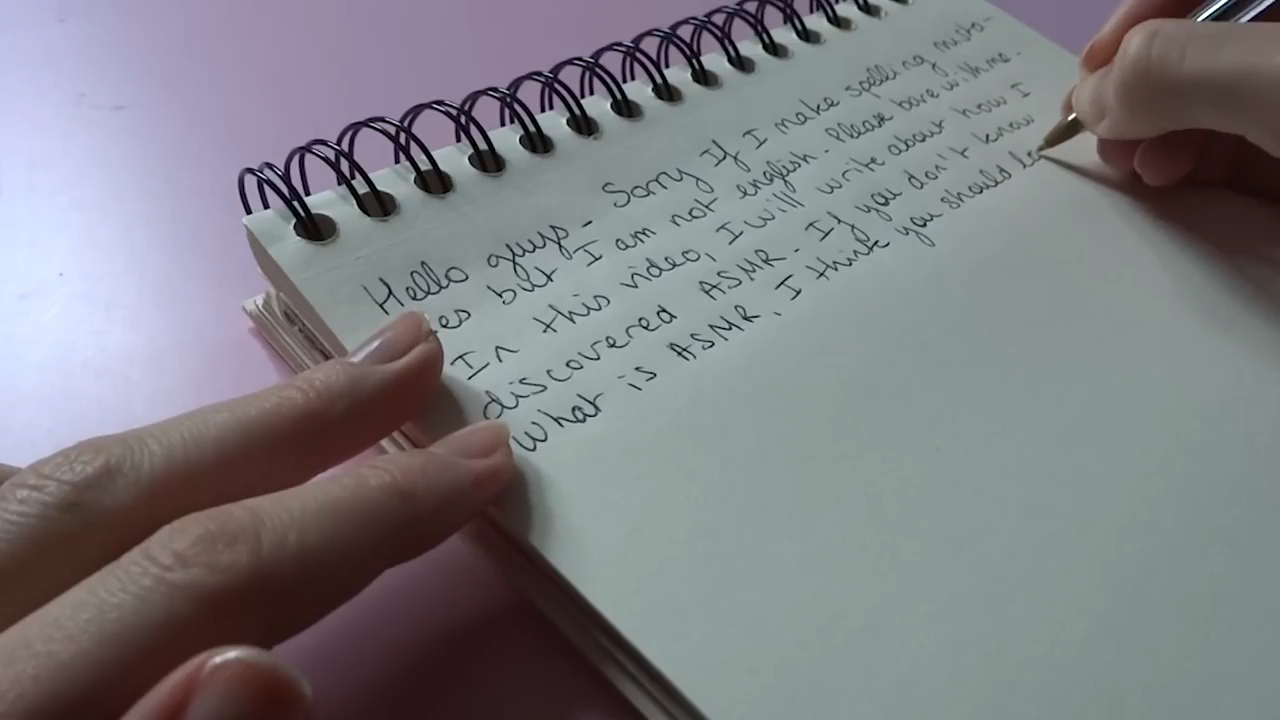 Hello guys - Sorry If I make spelling mista-
es but I am not english. Please bare with me.
In this video, I will write about how I
discovered ASMR. If you don't know
What is ASMR, I think you should